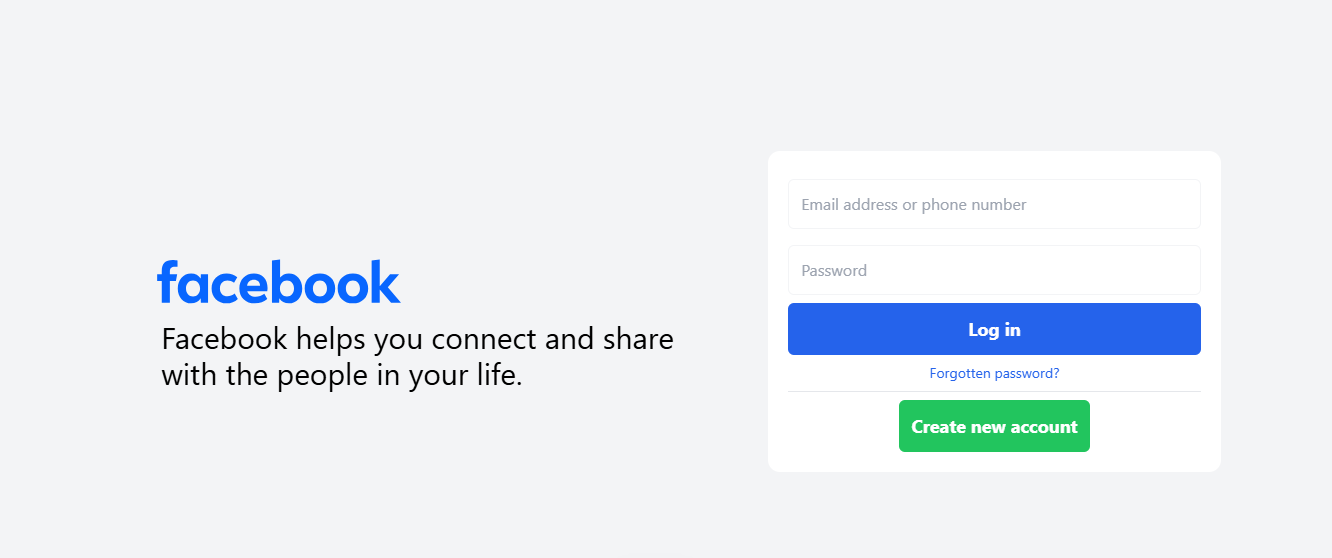 facebook
Facebook helps you connect and share
with the people in your life.
Email address or phone number
Password
Log in
Forgotten password?
Create new account